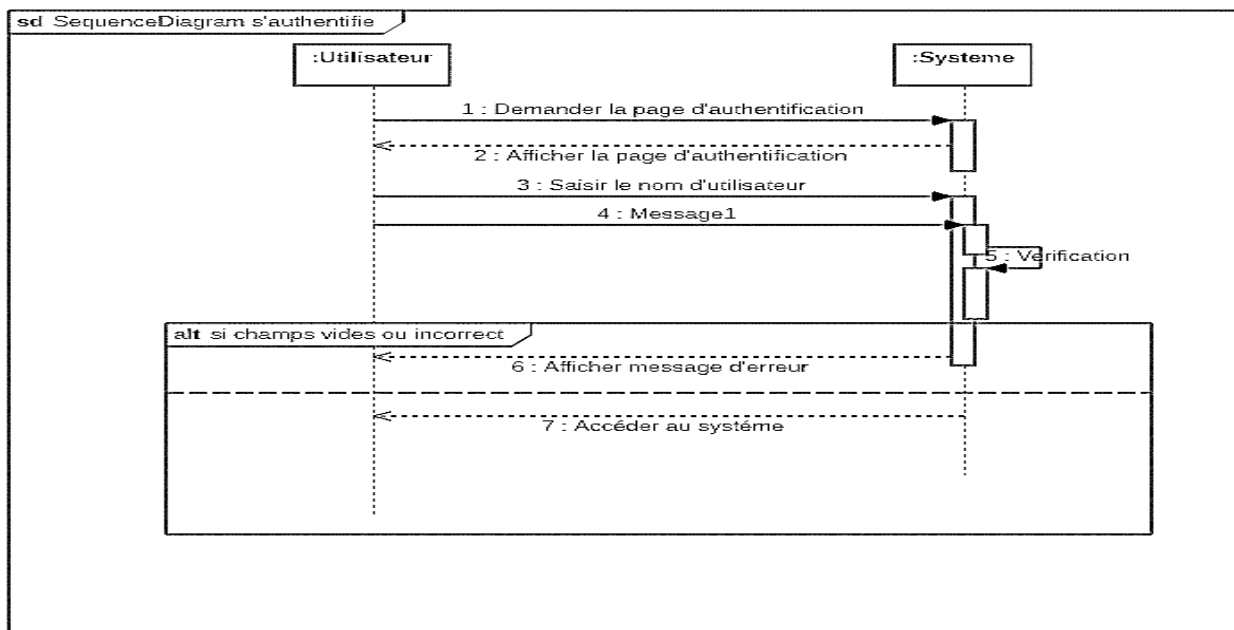 sd SequenceDiagram s'authentifie
:Utilisateur
:Systeme
1 : Demander la page d'authentification
2 : Afficher la page d'authentification
3 : Saisir le nom d'utilisateur
4 : Message1
5 : Verification
alt si champs vides ou incorrect
6 : Afficher message d'erreur
7 : Accéder au systéme